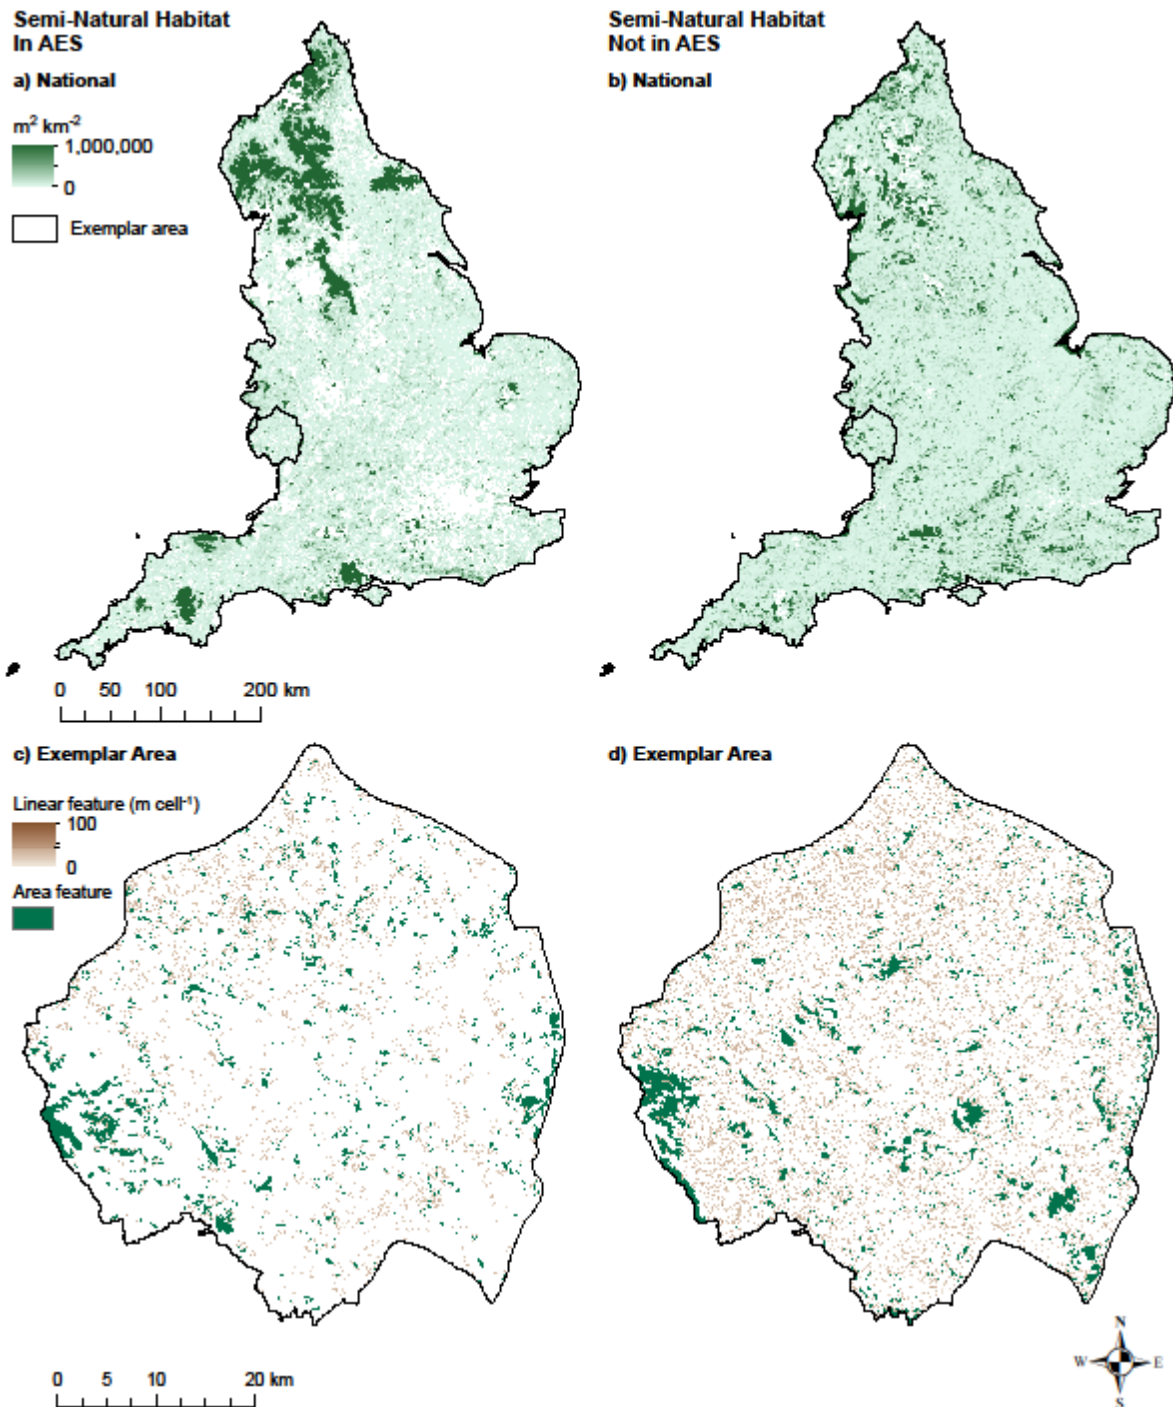 Semi-Natural Habitat
In AES
a) National
m² km⁻²
1,000,000
0
Exemplar area
0 50 100 200 km
Semi-Natural Habitat
Not in AES
b) National
c) Exemplar Area
Linear feature (m cell⁻¹)
100
0
Area feature
0 5 10 20 km
d) Exemplar Area
N
W E
S